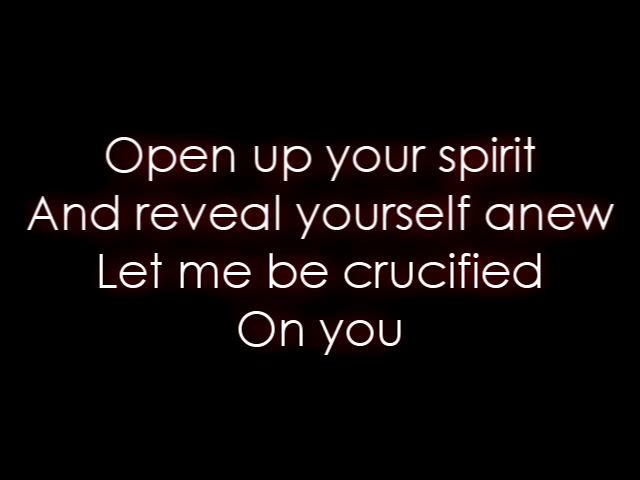 Open up your spirit
And reveal yourself anew
Let me be crucified
On you